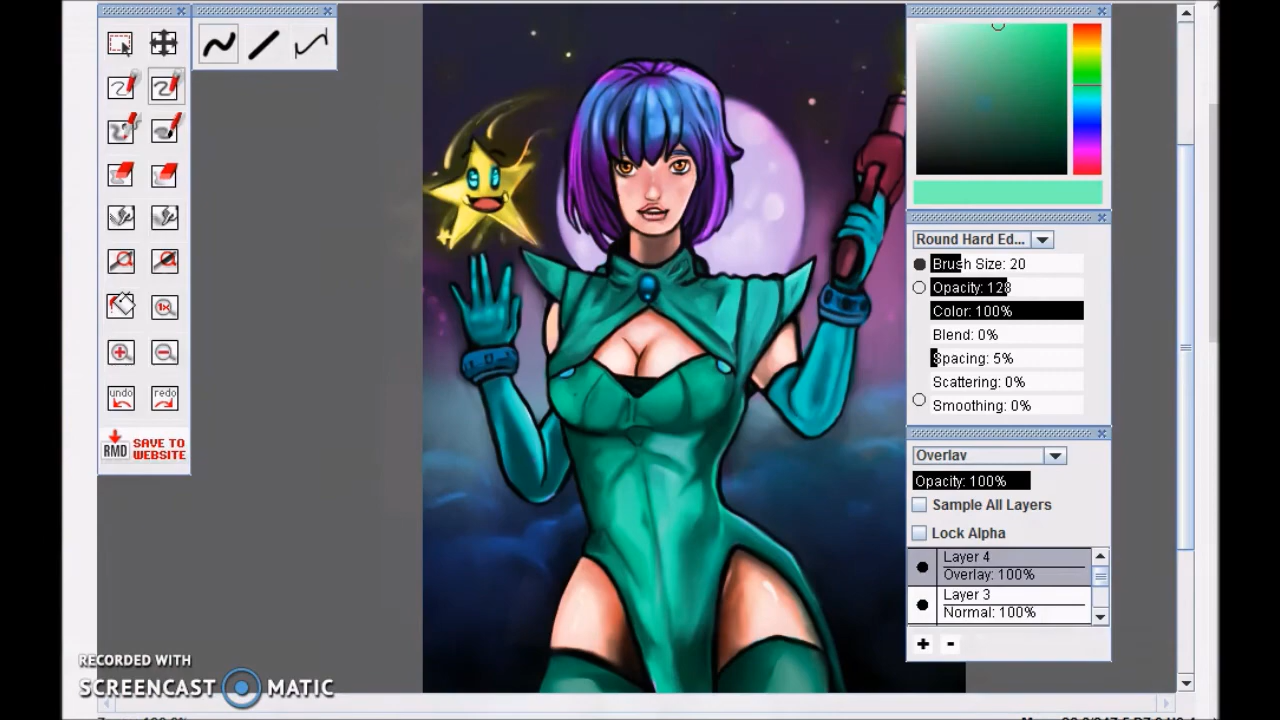 undo
redo
RMD
SAVE TO
WEBSITE
Round Hard Ed...
Brush Size: 20
Opacity: 128
Color: 100%
Blend: 0%
Spacing: 5%
Scattering: 0%
Smoothing: 0%
Overlay
Opacity: 100%
Sample All Layers
Lock Alpha
Layer 4
Overlay: 100%
Layer 3
Normal: 100%
+ -
RECORDED WITH
SCREENCAST MATIC